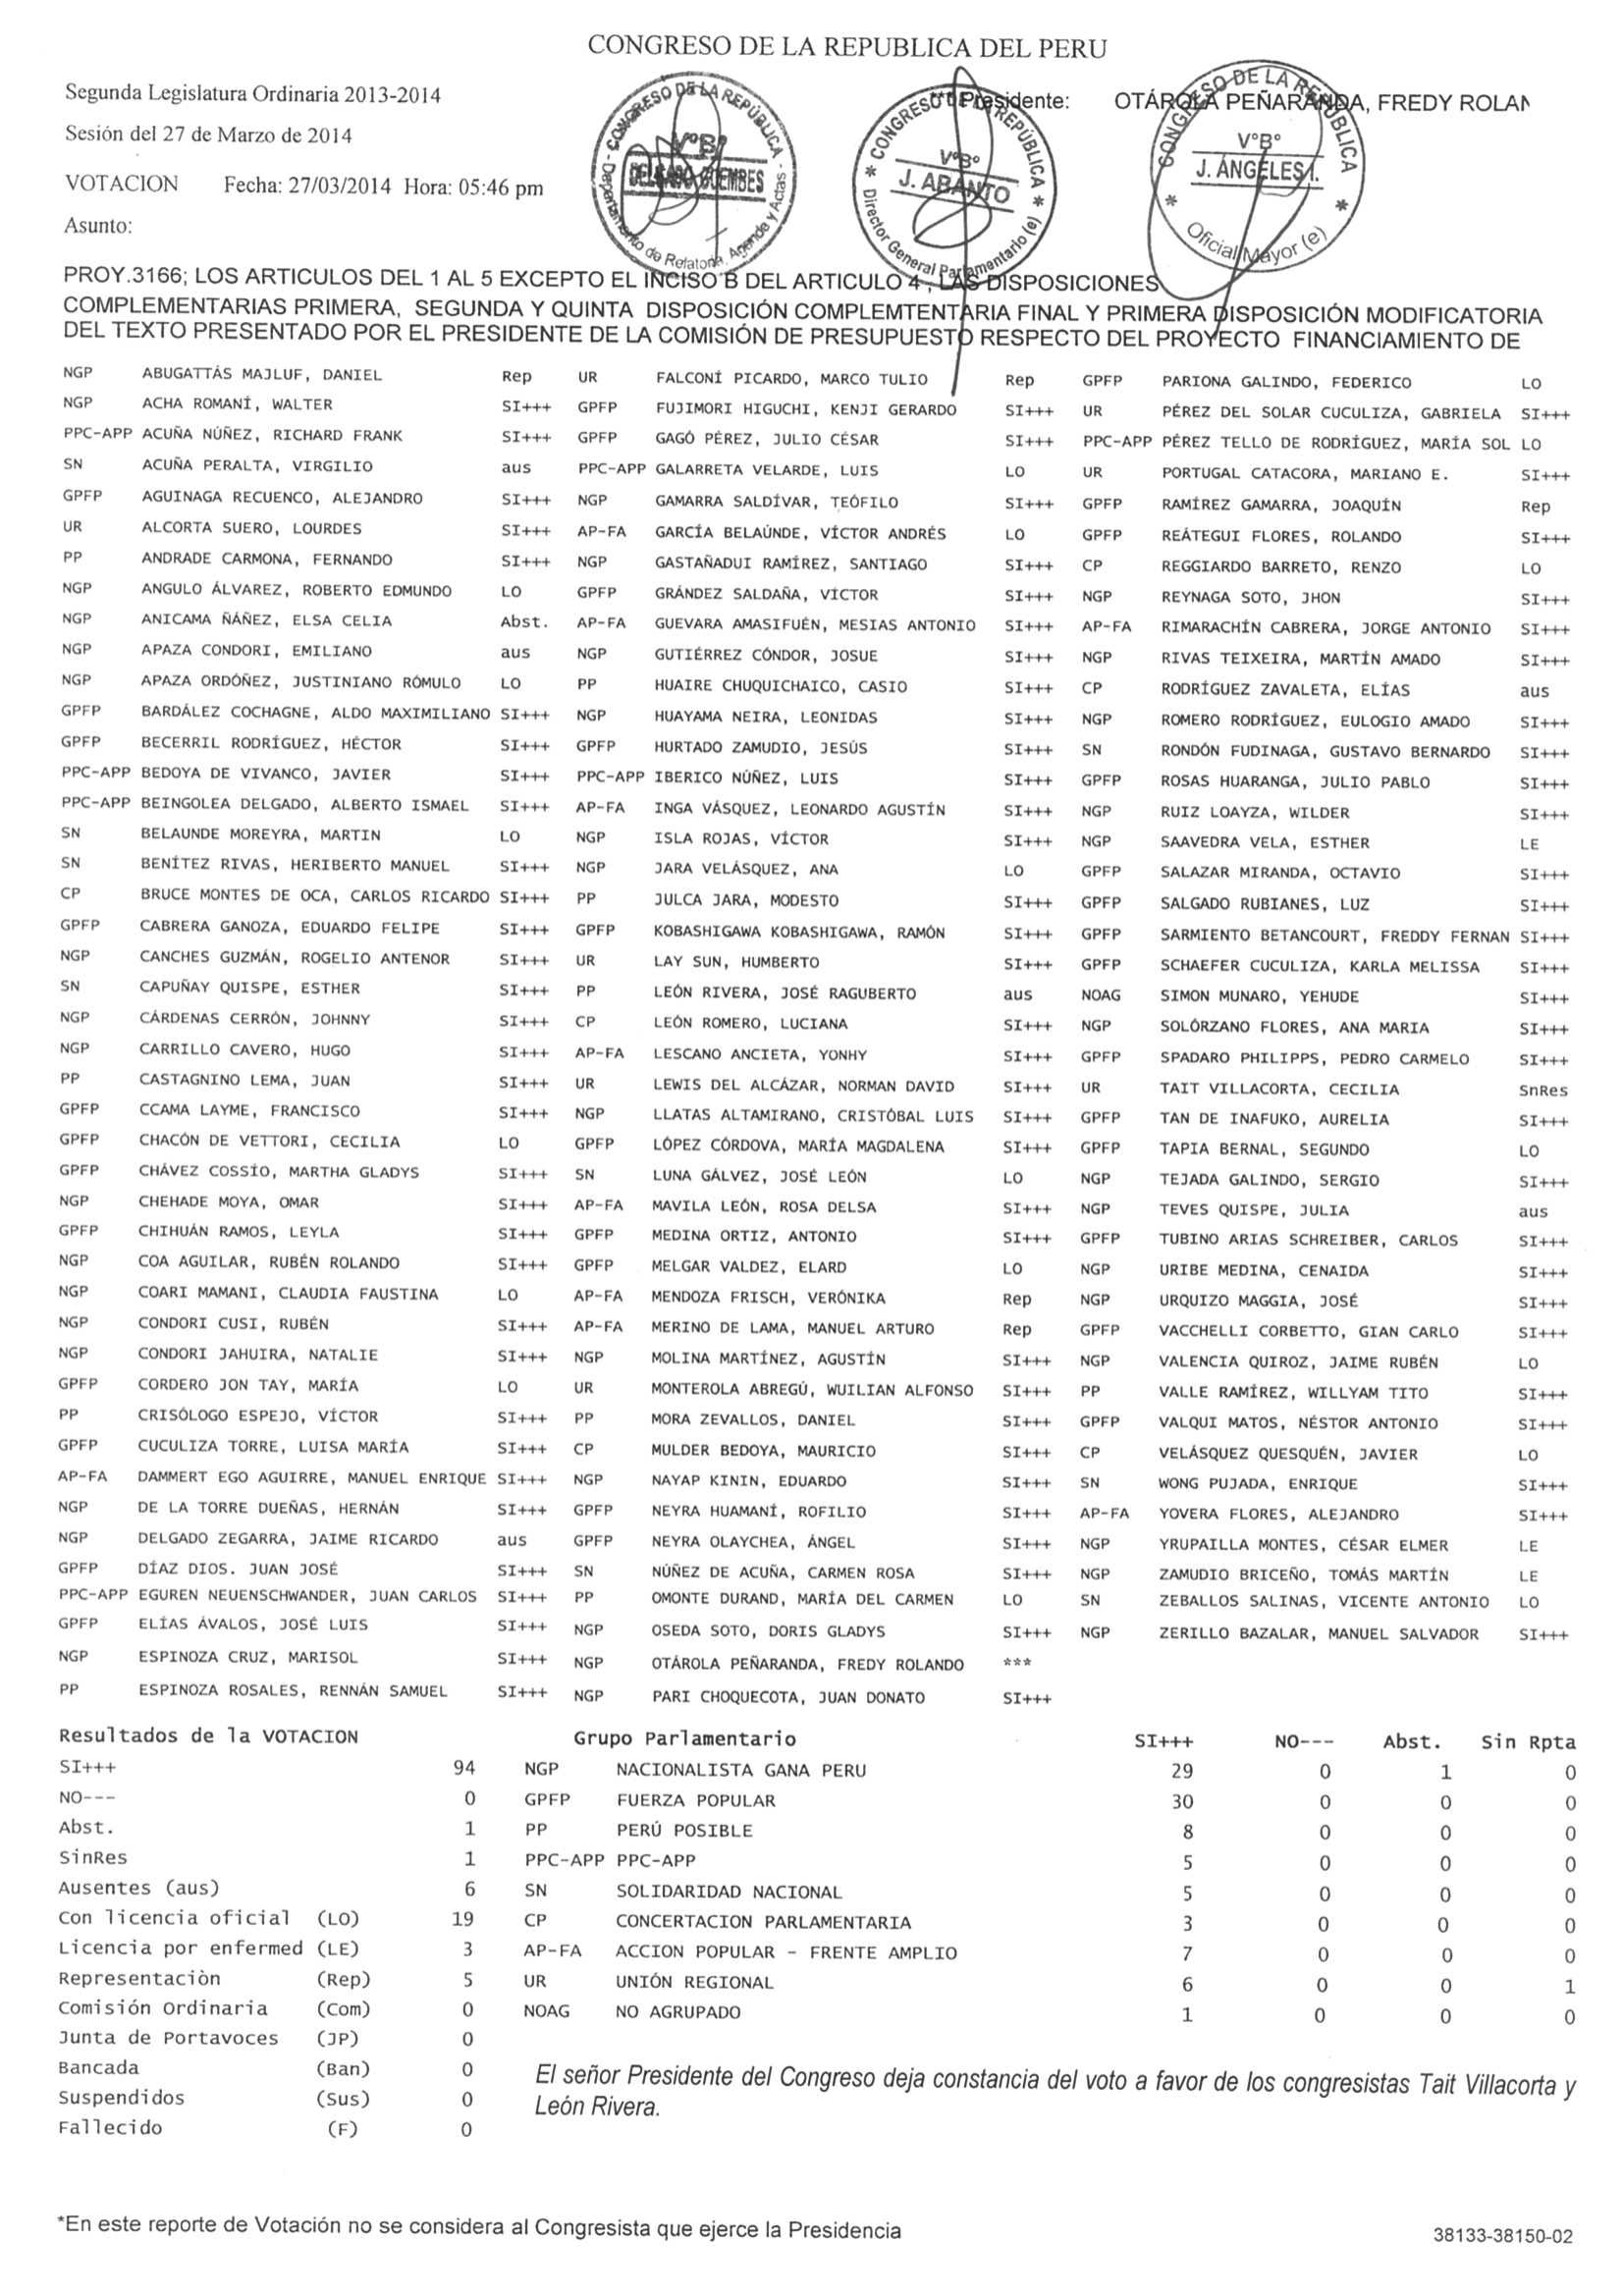 CONGRESO DE LA REPUBLICA DEL PERU
Segunda Legislatura Ordinaria 2013-2014
*** Presidente: OTÁROLA PEÑARANDA, FREDY ROLAN
Sesión del 27 de Marzo de 2014
VOTACION Fecha: 27/03/2014 Hora: 05:46 pm
Asunto:
CONGRESO DE LA REPÚBLICA - Departamento de Relatoria, Agenda y Actas -
V°B°
DELGADO GUEMBES
* CONGRESO DE LA REPÚBLICA * Director General Parlamentario (e)
V°B°
J. ABANTO
* CONGRESO DE LA REPÚBLICA * Oficial Mayor (e)
V°B°
J. ÁNGELES I.
PROY.3166; LOS ARTICULOS DEL 1 AL 5 EXCEPTO EL INCISO B DEL ARTICULO 4 ; LAS DISPOSICIONES
COMPLEMENTARIAS PRIMERA, SEGUNDA Y QUINTA DISPOSICIÓN COMPLEMTENTARIA FINAL Y PRIMERA DISPOSICIÓN MODIFICATORIA
DEL TEXTO PRESENTADO POR EL PRESIDENTE DE LA COMISIÓN DE PRESUPUESTO RESPECTO DEL PROYECTO FINANCIAMIENTO DE
NGP ABUGATTÁS MAJLUF, DANIEL Rep UR FALCONÍ PICARDO, MARCO TULIO Rep GPFP PARIONA GALINDO, FEDERICO LO
NGP ACHA ROMANÍ, WALTER SI+++ GPFP FUJIMORI HIGUCHI, KENJI GERARDO SI+++ UR PÉREZ DEL SOLAR CUCULIZA, GABRIELA SI+++
PPC-APP ACUÑA NÚÑEZ, RICHARD FRANK SI+++ GPFP GAGÓ PÉREZ, JULIO CÉSAR SI+++ PPC-APP PÉREZ TELLO DE RODRÍGUEZ, MARÍA SOL LO
SN ACUÑA PERALTA, VIRGILIO aus PPC-APP GALARRETA VELARDE, LUIS LO UR PORTUGAL CATACORA, MARIANO E. SI+++
GPFP AGUINAGA RECUENCO, ALEJANDRO SI+++ NGP GAMARRA SALDÍVAR, TEÓFILO SI+++ GPFP RAMÍREZ GAMARRA, JOAQUÍN Rep
UR ALCORTA SUERO, LOURDES SI+++ AP-FA GARCÍA BELAÚNDE, VÍCTOR ANDRÉS LO GPFP REÁTEGUI FLORES, ROLANDO SI+++
PP ANDRADE CARMONA, FERNANDO SI+++ NGP GASTAÑADUI RAMÍREZ, SANTIAGO SI+++ CP REGGIARDO BARRETO, RENZO LO
NGP ANGULO ÁLVAREZ, ROBERTO EDMUNDO LO GPFP GRÁNDEZ SALDAÑA, VÍCTOR SI+++ NGP REYNAGA SOTO, JHON SI+++
NGP ANICAMA ÑÁÑEZ, ELSA CELIA Abst. AP-FA GUEVARA AMASIFUÉN, MESIAS ANTONIO SI+++ AP-FA RIMARACHÍN CABRERA, JORGE ANTONIO SI+++
NGP APAZA CONDORI, EMILIANO aus NGP GUTIÉRREZ CÓNDOR, JOSUE SI+++ NGP RIVAS TEIXEIRA, MARTÍN AMADO SI+++
NGP APAZA ORDÓÑEZ, JUSTINIANO RÓMULO LO PP HUAIRE CHUQUICHAICO, CASIO SI+++ CP RODRÍGUEZ ZAVALETA, ELÍAS aus
GPFP BARDÁLEZ COCHAGNE, ALDO MAXIMILIANO SI+++ NGP HUAYAMA NEIRA, LEONIDAS SI+++ NGP ROMERO RODRÍGUEZ, EULOGIO AMADO SI+++
GPFP BECERRIL RODRÍGUEZ, HÉCTOR SI+++ GPFP HURTADO ZAMUDIO, JESÚS SI+++ SN RONDÓN FUDINAGA, GUSTAVO BERNARDO SI+++
PPC-APP BEDOYA DE VIVANCO, JAVIER SI+++ PPC-APP IBERICO NÚÑEZ, LUIS SI+++ GPFP ROSAS HUARANGA, JULIO PABLO SI+++
PPC-APP BEINGOLEA DELGADO, ALBERTO ISMAEL SI+++ AP-FA INGA VÁSQUEZ, LEONARDO AGUSTÍN SI+++ NGP RUIZ LOAYZA, WILDER SI+++
SN BELAUNDE MOREYRA, MARTIN LO NGP ISLA ROJAS, VÍCTOR SI+++ NGP SAAVEDRA VELA, ESTHER LE
SN BENÍTEZ RIVAS, HERIBERTO MANUEL SI+++ NGP JARA VELÁSQUEZ, ANA LO GPFP SALAZAR MIRANDA, OCTAVIO SI+++
CP BRUCE MONTES DE OCA, CARLOS RICARDO SI+++ PP JULCA JARA, MODESTO SI+++ GPFP SALGADO RUBIANES, LUZ SI+++
GPFP CABRERA GANOZA, EDUARDO FELIPE SI+++ GPFP KOBASHIGAWA KOBASHIGAWA, RAMÓN SI+++ GPFP SARMIENTO BETANCOURT, FREDDY FERNAN SI+++
NGP CANCHES GUZMÁN, ROGELIO ANTENOR SI+++ UR LAY SUN, HUMBERTO SI+++ GPFP SCHAEFER CUCULIZA, KARLA MELISSA SI+++
SN CAPUÑAY QUISPE, ESTHER SI+++ PP LEÓN RIVERA, JOSÉ RAGUBERTO aus NOAG SIMON MUNARO, YEHUDE SI+++
NGP CÁRDENAS CERRÓN, JOHNNY SI+++ CP LEÓN ROMERO, LUCIANA SI+++ NGP SOLÓRZANO FLORES, ANA MARIA SI+++
NGP CARRILLO CAVERO, HUGO SI+++ AP-FA LESCANO ANCIETA, YONHY SI+++ GPFP SPADARO PHILIPPS, PEDRO CARMELO SI+++
PP CASTAGNINO LEMA, JUAN SI+++ UR LEWIS DEL ALCÁZAR, NORMAN DAVID SI+++ UR TAIT VILLACORTA, CECILIA SnRes
GPFP CCAMA LAYME, FRANCISCO SI+++ NGP LLATAS ALTAMIRANO, CRISTÓBAL LUIS SI+++ GPFP TAN DE INAFUKO, AURELIA SI+++
GPFP CHACÓN DE VETTORI, CECILIA LO GPFP LÓPEZ CÓRDOVA, MARÍA MAGDALENA SI+++ GPFP TAPIA BERNAL, SEGUNDO LO
GPFP CHÁVEZ COSSÍO, MARTHA GLADYS SI+++ SN LUNA GÁLVEZ, JOSÉ LEÓN LO NGP TEJADA GALINDO, SERGIO SI+++
NGP CHEHADE MOYA, OMAR SI+++ AP-FA MAVILA LEÓN, ROSA DELSA SI+++ NGP TEVES QUISPE, JULIA aus
GPFP CHIHUÁN RAMOS, LEYLA SI+++ GPFP MEDINA ORTIZ, ANTONIO SI+++ GPFP TUBINO ARIAS SCHREIBER, CARLOS SI+++
NGP COA AGUILAR, RUBÉN ROLANDO SI+++ GPFP MELGAR VALDEZ, ELARD LO NGP URIBE MEDINA, CENAIDA SI+++
NGP COARI MAMANI, CLAUDIA FAUSTINA LO AP-FA MENDOZA FRISCH, VERÓNIKA Rep NGP URQUIZO MAGGIA, JOSÉ SI+++
NGP CONDORI CUSI, RUBÉN SI+++ AP-FA MERINO DE LAMA, MANUEL ARTURO Rep GPFP VACCHELLI CORBETTO, GIAN CARLO SI+++
NGP CONDORI JAHUIRA, NATALIE SI+++ NGP MOLINA MARTÍNEZ, AGUSTÍN SI+++ NGP VALENCIA QUIROZ, JAIME RUBÉN LO
GPFP CORDERO JON TAY, MARÍA LO UR MONTEROLA ABREGÚ, WUILIAN ALFONSO SI+++ PP VALLE RAMÍREZ, WILLYAM TITO SI+++
PP CRISÓLOGO ESPEJO, VÍCTOR SI+++ PP MORA ZEVALLOS, DANIEL SI+++ GPFP VALQUI MATOS, NÉSTOR ANTONIO SI+++
GPFP CUCULIZA TORRE, LUISA MARÍA SI+++ CP MULDER BEDOYA, MAURICIO SI+++ CP VELÁSQUEZ QUESQUÉN, JAVIER LO
AP-FA DAMMERT EGO AGUIRRE, MANUEL ENRIQUE SI+++ NGP NAYAP KININ, EDUARDO SI+++ SN WONG PUJADA, ENRIQUE SI+++
NGP DE LA TORRE DUEÑAS, HERNÁN SI+++ GPFP NEYRA HUAMANÍ, ROFILIO SI+++ AP-FA YOVERA FLORES, ALEJANDRO SI+++
NGP DELGADO ZEGARRA, JAIME RICARDO aus GPFP NEYRA OLAYCHEA, ÁNGEL SI+++ NGP YRUPAILLA MONTES, CÉSAR ELMER LE
GPFP DÍAZ DIOS. JUAN JOSÉ SI+++ SN NÚÑEZ DE ACUÑA, CARMEN ROSA SI+++ NGP ZAMUDIO BRICEÑO, TOMÁS MARTÍN LE
PPC-APP EGUREN NEUENSCHWANDER, JUAN CARLOS SI+++ PP OMONTE DURAND, MARÍA DEL CARMEN LO SN ZEBALLOS SALINAS, VICENTE ANTONIO LO
GPFP ELÍAS ÁVALOS, JOSÉ LUIS SI+++ NGP OSEDA SOTO, DORIS GLADYS SI+++ NGP ZERILLO BAZALAR, MANUEL SALVADOR SI+++
NGP ESPINOZA CRUZ, MARISOL SI+++ NGP OTÁROLA PEÑARANDA, FREDY ROLANDO ***
PP ESPINOZA ROSALES, RENNÁN SAMUEL SI+++ NGP PARI CHOQUECOTA, JUAN DONATO SI+++
Resultados de la VOTACION Grupo Parlamentario SI+++ NO--- Abst. Sin Rpta
SI+++ 94 NGP NACIONALISTA GANA PERU 29 0 1 0
NO--- 0 GPFP FUERZA POPULAR 30 0 0 0
Abst. 1 PP PERÚ POSIBLE 8 0 0 0
SinRes 1 PPC-APP PPC-APP 5 0 0 0
Ausentes (aus) 6 SN SOLIDARIDAD NACIONAL 5 0 0 0
Con licencia oficial (LO) 19 CP CONCERTACION PARLAMENTARIA 3 0 0 0
Licencia por enfermed (LE) 3 AP-FA ACCION POPULAR - FRENTE AMPLIO 7 0 0 0
Representaciòn (Rep) 5 UR UNIÓN REGIONAL 6 0 0 1
Comisión Ordinaria (Com) 0 NOAG NO AGRUPADO 1 0 0 0
Junta de Portavoces (JP) 0
Bancada (Ban) 0
Suspendidos (Sus) 0
Fallecido (F) 0
El señor Presidente del Congreso deja constancia del voto a favor de los congresistas Tait Villacorta y
León Rivera.
*En este reporte de Votación no se considera al Congresista que ejerce la Presidencia
38133-38150-02